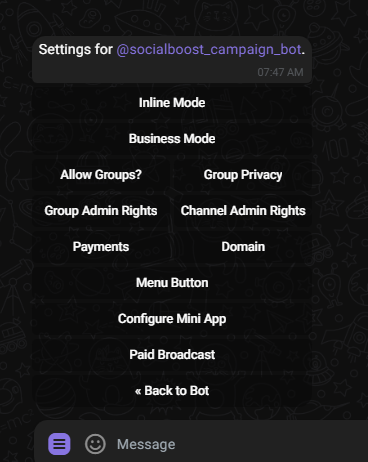 Settings for @socialboost_campaign_bot.
07:47 AM
Inline Mode
Business Mode
Allow Groups? Group Privacy
Group Admin Rights Channel Admin Rights
Payments Domain
Menu Button
Configure Mini App
Paid Broadcast
« Back to Bot
Message